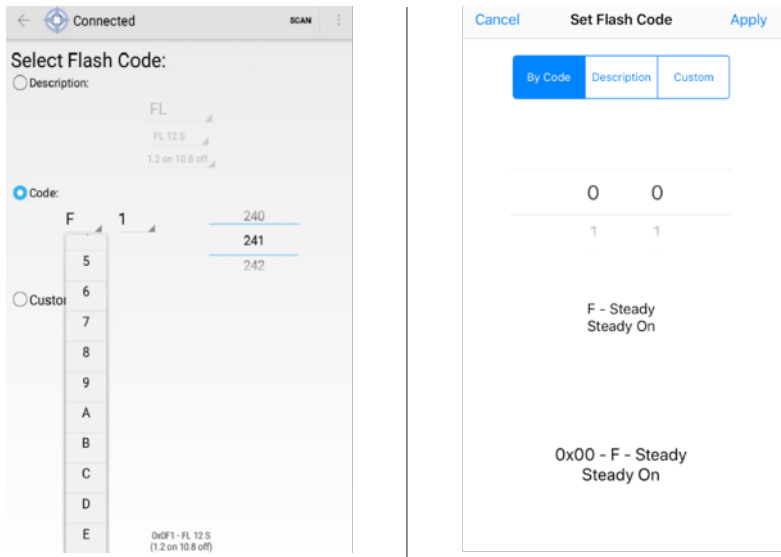 Connected
SCAN
Select Flash Code:
Description:
FL
FL 12 S
1.2 on 10.8 off
Code:
F 1 240
241
242
5
6
Custo
7
8
9
A
B
C
D
E
0x0F1 - FL 12 S
(1.2 on 10.8 off)
Cancel Set Flash Code Apply
By Code Description Custom
0 0
1 1
F - Steady
Steady On
0x00 - F - Steady
Steady On